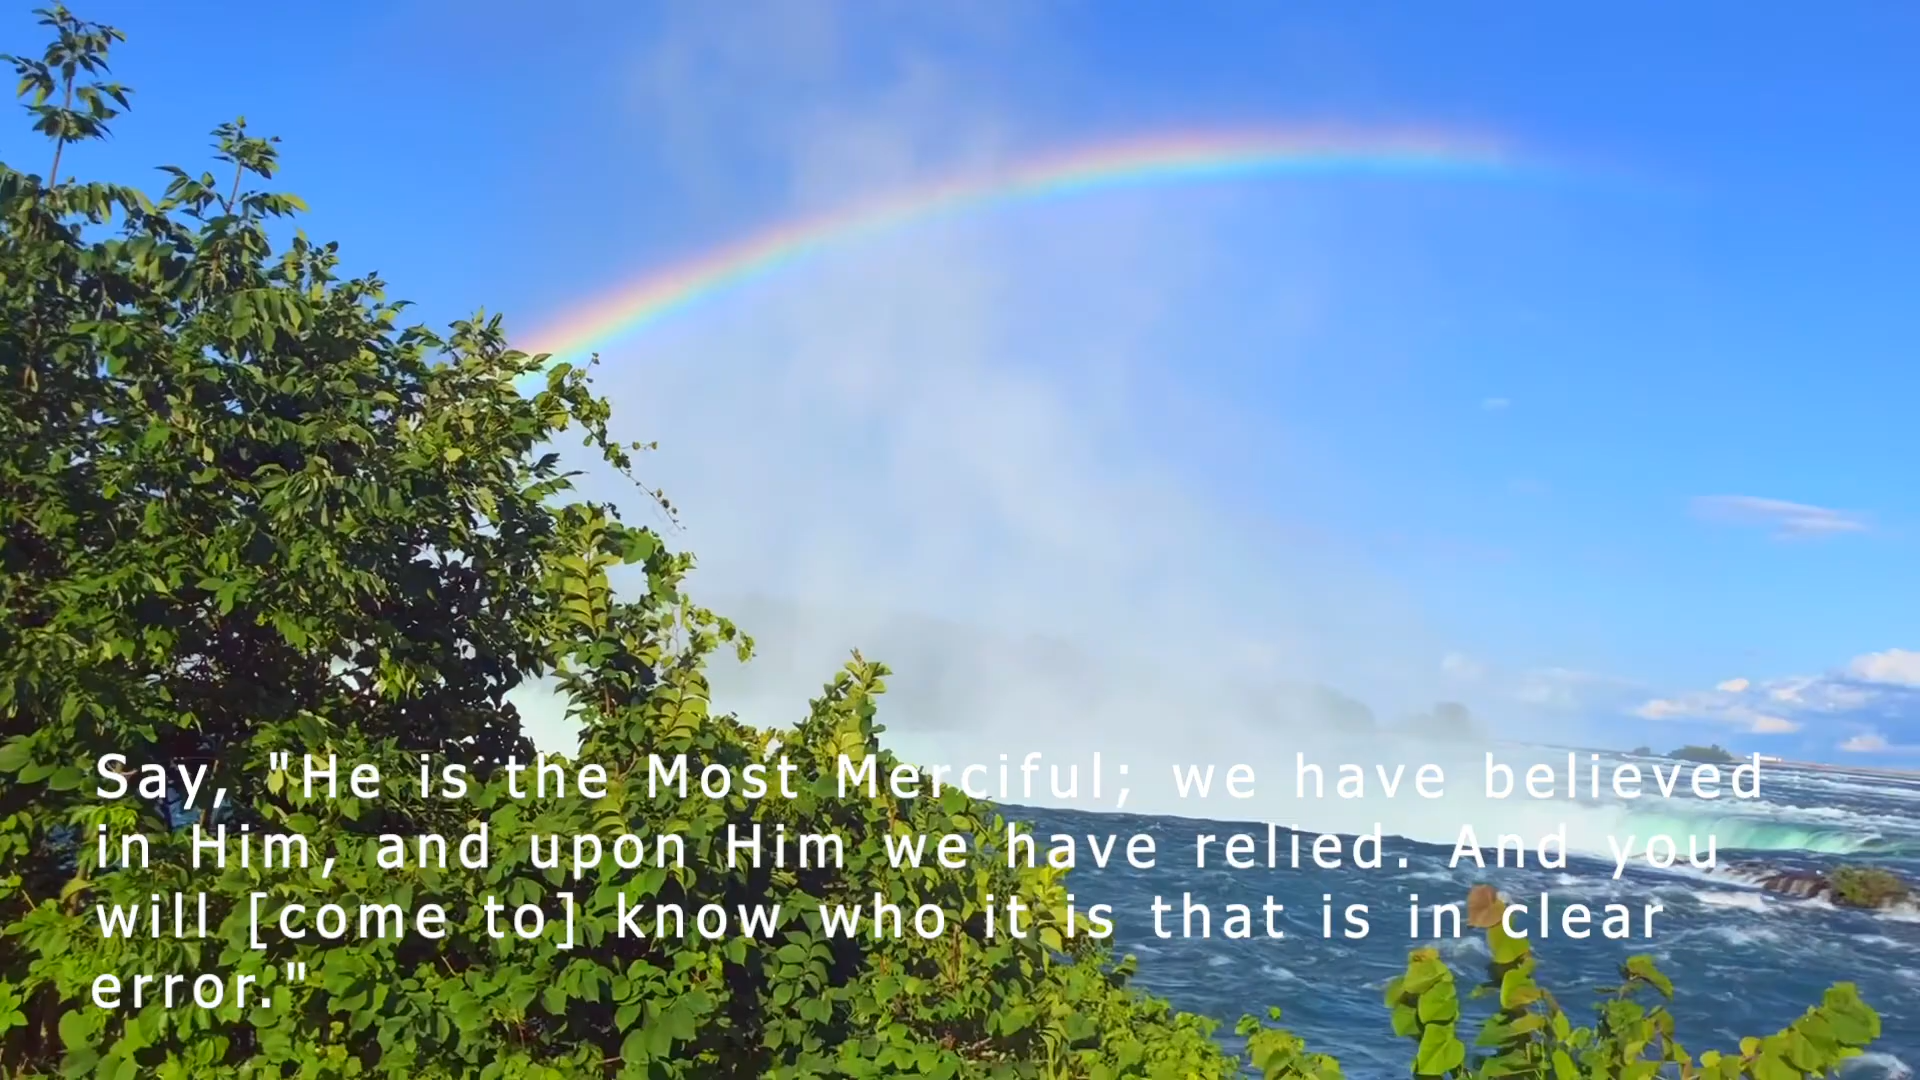 Say, "He is the Most Merciful; we have believed
in Him, and upon Him we have relied. And you
will [come to] know who it is that is in clear
error."